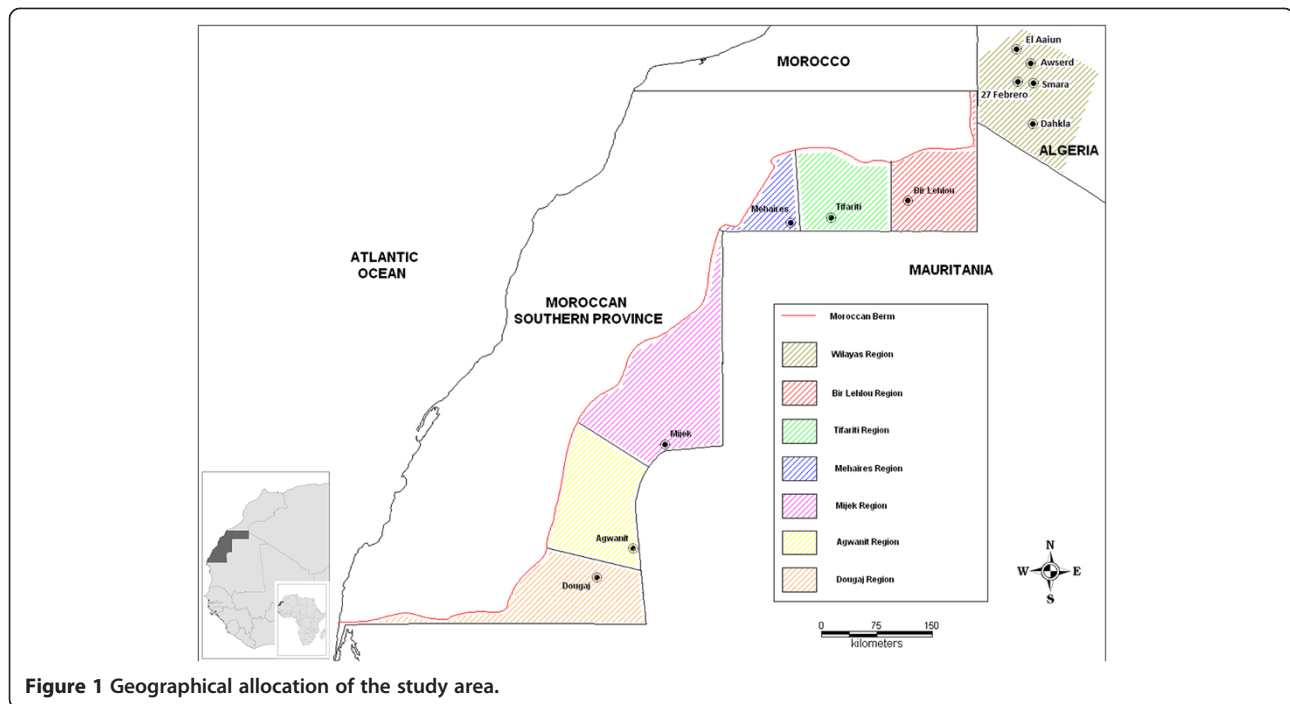 El Aaiun
MOROCCO
Awserd
Smara
27 Febrero
Dahkla
ALGERIA
Bir Lehlou
Mehaires
Tifariti
ATLANTIC
OCEAN
MAURITANIA
MOROCCAN
SOUTHERN PROVINCE
Moroccan Berm
Wilayas Region
Bir Lehlou Region
Tifariti Region
Mehaires Region
Mijek Region
Agwanit Region
Dougaj Region
Mijek
Agwanit
Dougaj
N
W
E
S
0 75 150
kilometers
Figure 1 Geographical allocation of the study area.